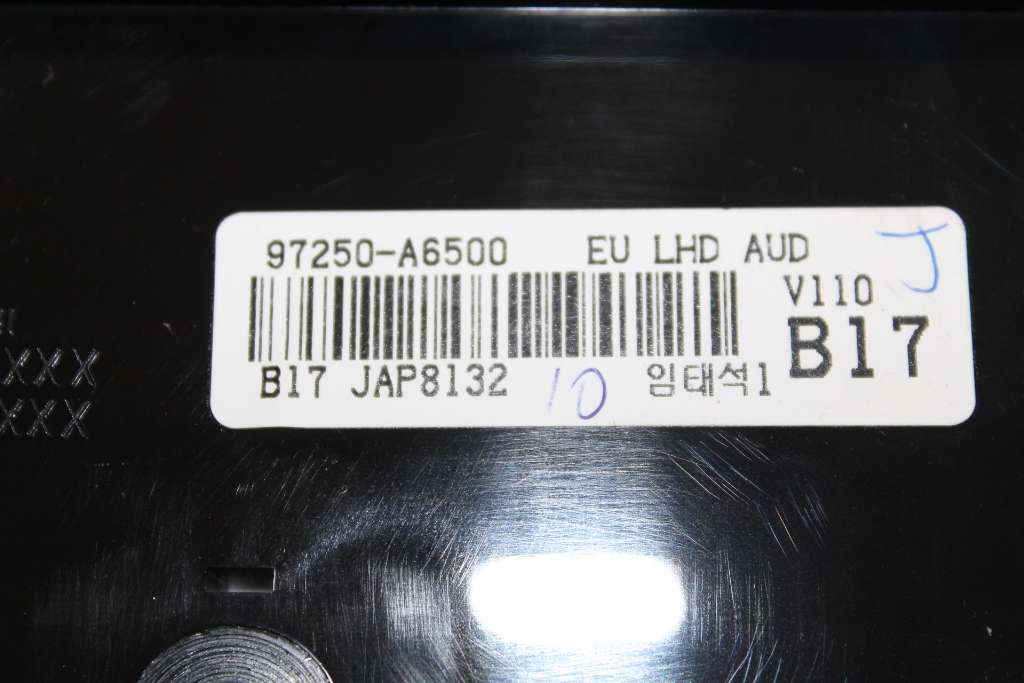 97250-A6500 EU LHD AUD
J
V110
B17
B17 JAP8132 10 임태석1
XXX
XXX